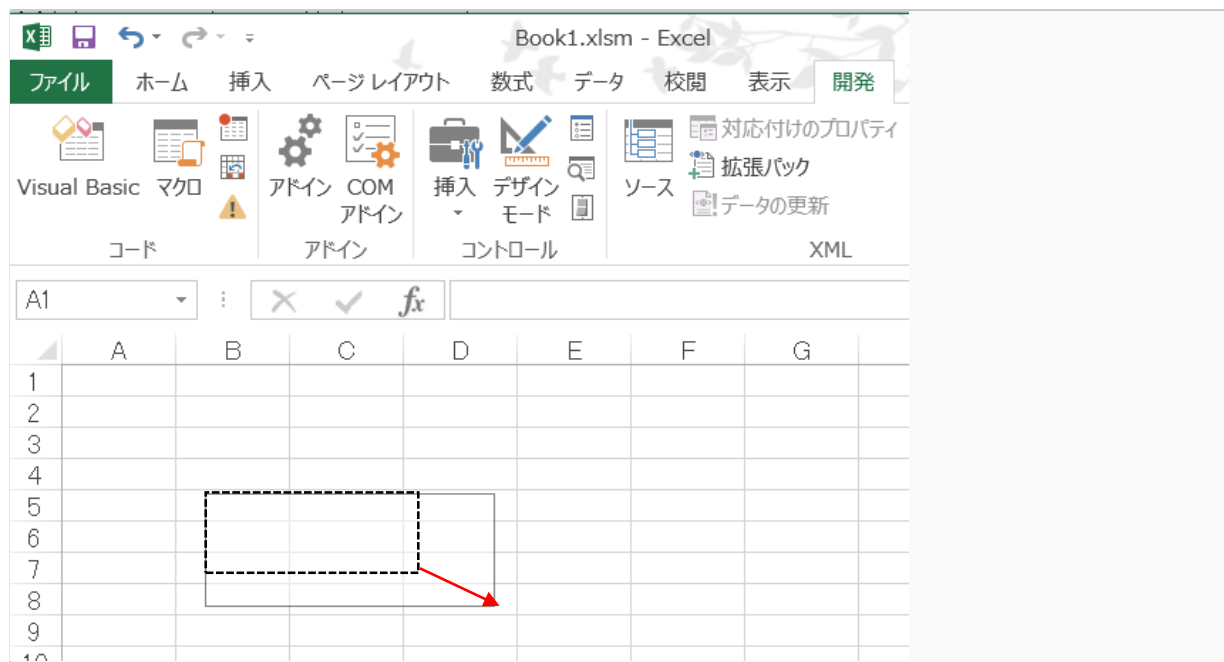 Book1.xlsm - Excel
ファイル ホーム 挿入 ページ レイアウト 数式 データ 校閲 表示 開発
Visual Basic マクロ アドイン COM アドイン 挿入 デザイン モード ソース 対応付けのプロパティ
拡張パック
データの更新
コード アドイン コントロール XML
A1 fx
A B C D E F G
1
2
3
4
5
6
7
8
9
10